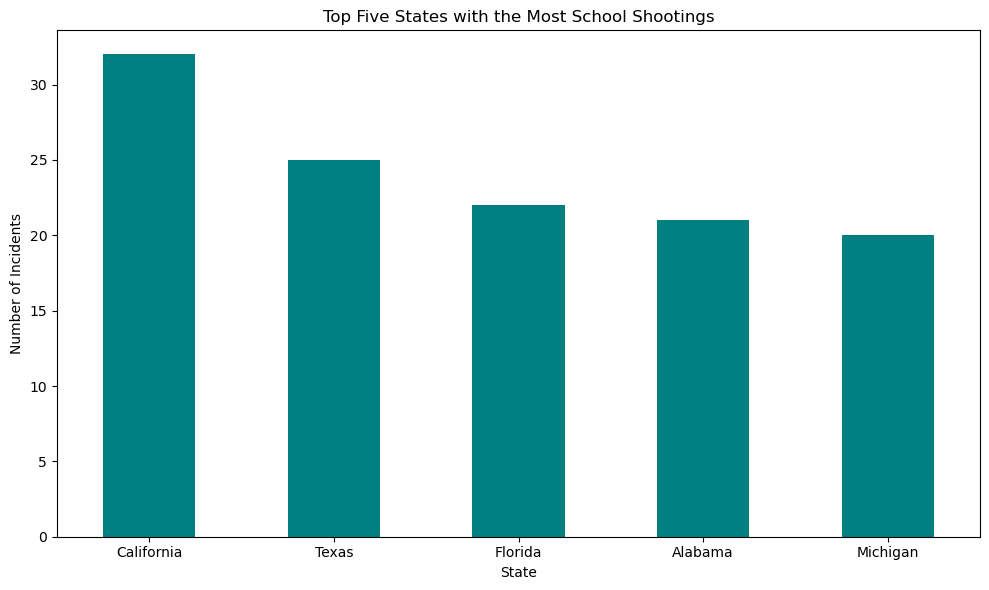 Top Five States with the Most School Shootings
Number of Incidents
30
25
20
15
10
5
0
California Texas Florida Alabama Michigan
State